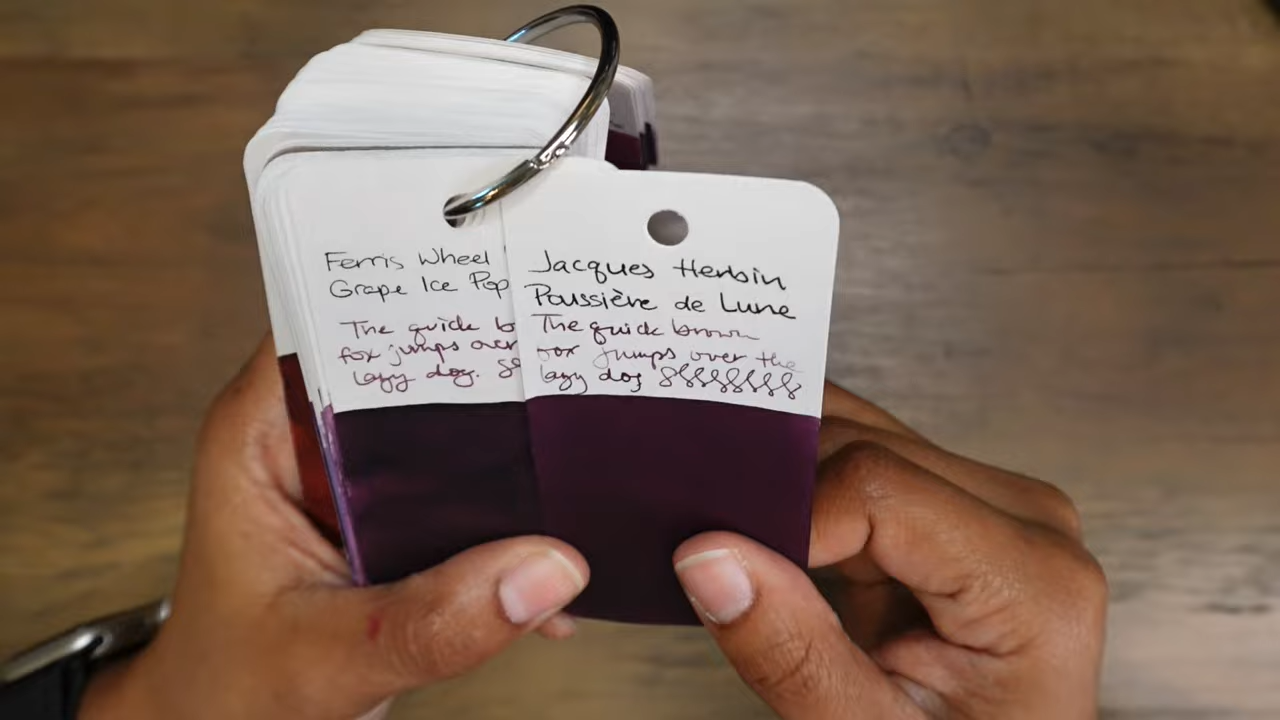 Ferris Wheel
Grape Ice Pop
The quick b
fox jumps over
lazy dog.
Jacques Herbin
Poussière de Lune
The quick brown
fox jumps over the
lazy dog 8888888